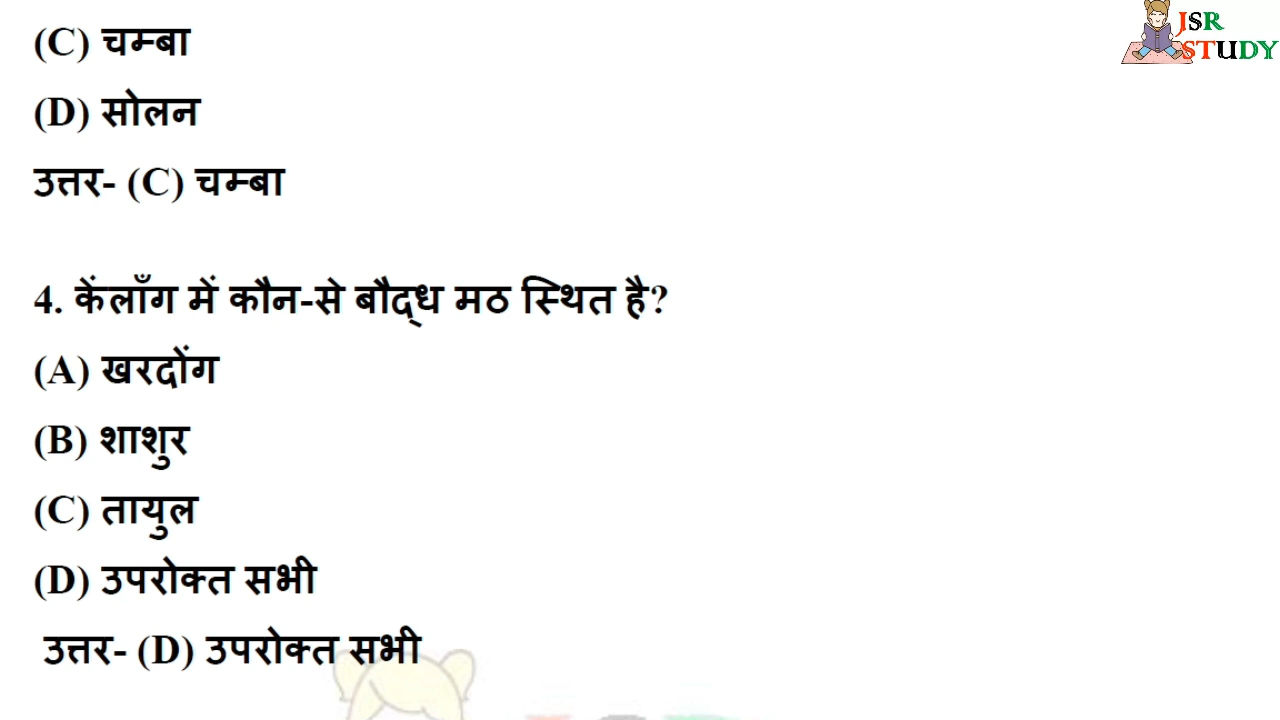 (C) चम्बा
JSR
STUDY
(D) सोलन
उत्तर- (C) चम्बा
4. केंलाँग में कौन-से बौद्ध मठ स्थित है?
(A) खरदोंग
(B) शाशुर
(C) तायुल
(D) उपरोक्त सभी
उत्तर- (D) उपरोक्त सभी